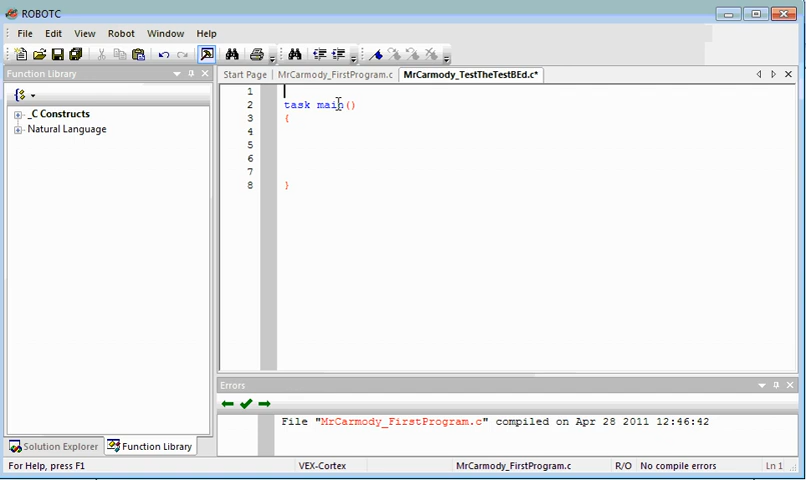 ROBOTC
File Edit View Robot Window Help
Function Library
Start Page MrCarmody_FirstProgram.c MrCarmody_TestTheTestBEd.c*
_C Constructs
Natural Language
1
2 task main()
3 {
4
5
6
7
8 }
Errors
File "MrCarmody_FirstProgram.c" compiled on Apr 28 2011 12:46:42
Solution Explorer Function Library
For Help, press F1 VEX-Cortex MrCarmody_FirstProgram.c R/O No compile errors Ln 1